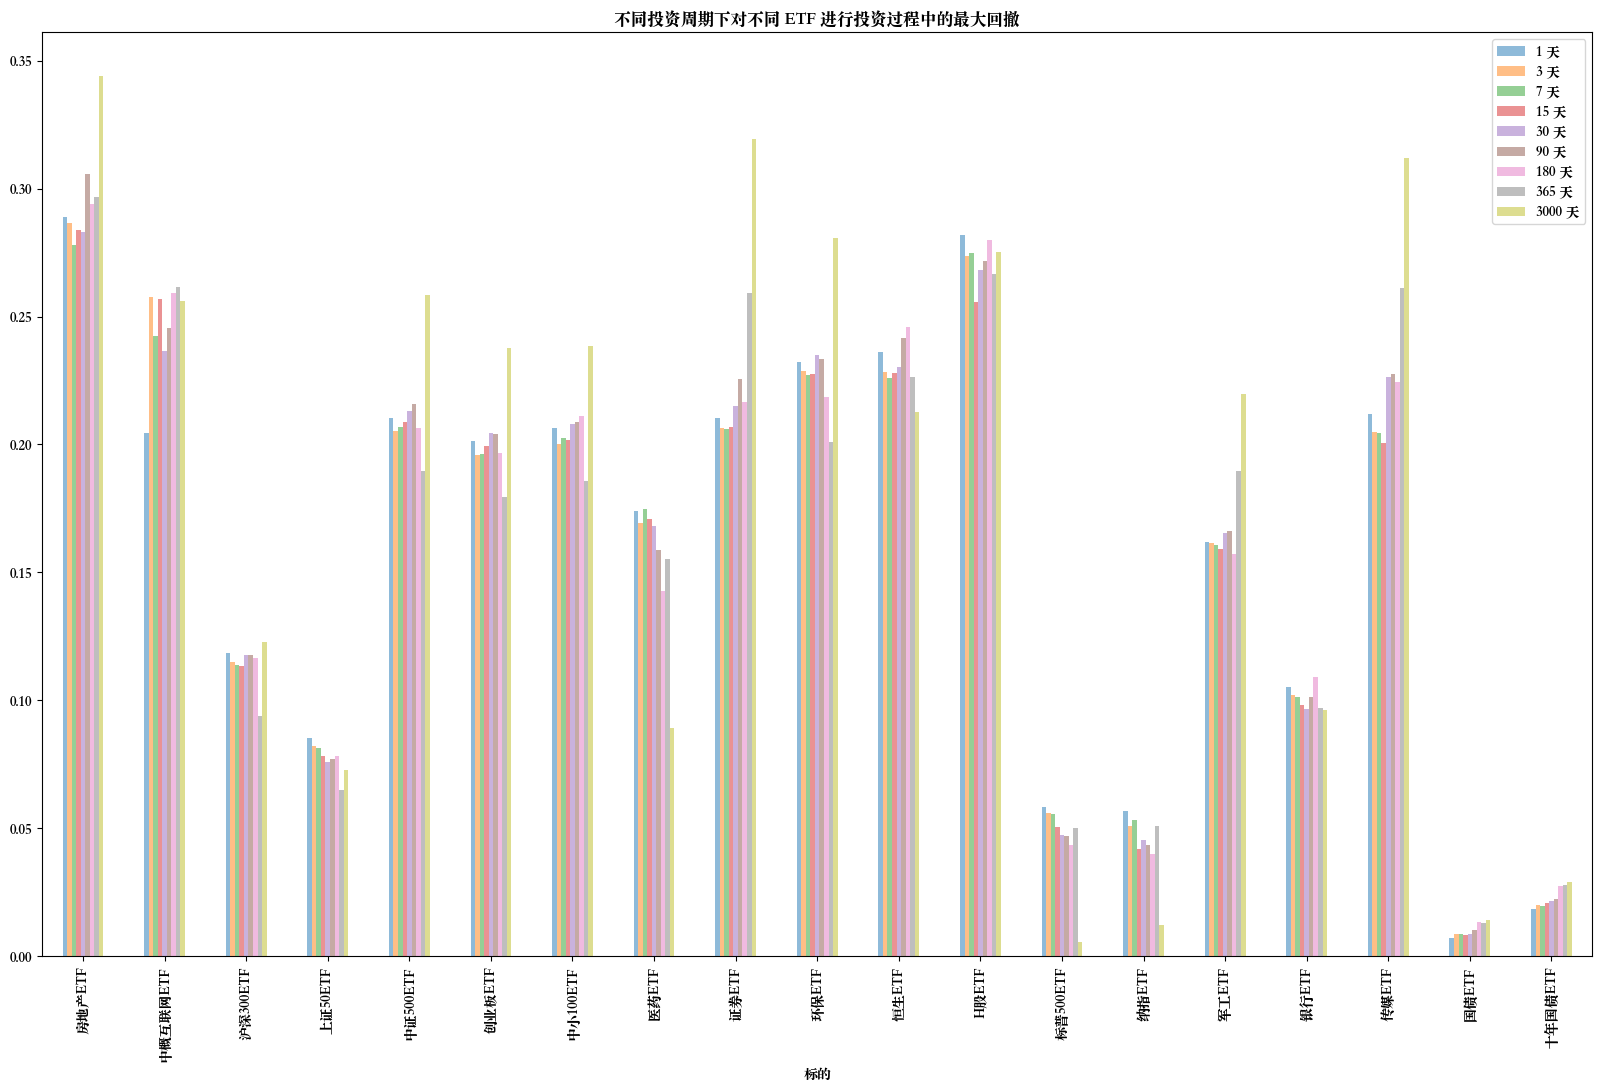 不同投资周期下对不同 ETF 进行投资过程中的最大回撤
1 天
3 天
7 天
15 天
30 天
90 天
180 天
365 天
3000 天
0.35
0.30
0.25
0.20
0.15
0.10
0.05
0.00
房地产ETF
中概互联网ETF
沪深300ETF
上证50ETF
中证500ETF
创业板ETF
中小100ETF
医药ETF
证券ETF
环保ETF
恒生ETF
H股ETF
标普500ETF
纳指ETF
军工ETF
银行ETF
传媒ETF
国债ETF
十年国债ETF
标的